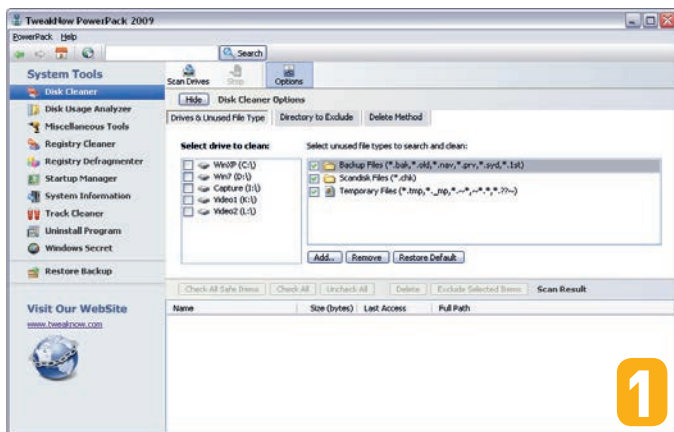 TweakNow PowerPack 2009
PowerPack Help
Search
System Tools
Disk Cleaner
Disk Usage Analyzer
Miscellaneous Tools
Registry Cleaner
Registry Defragmenter
Startup Manager
System Information
Track Cleaner
Uninstall Program
Windows Secret
Restore Backup
Visit Our WebSite
www.tweaknow.com
Scan Drives Stop Options
Hide Disk Cleaner Options
Drives & Unused File Type Directory to Exclude Delete Method
Select drive to clean:
WinXP (C:\)
Win7 (D:\)
Capture (I:\)
Video1 (K:\)
Video2 (L:\)
Select unused file types to search and clean:
Backup Files (*.bak,*.old,*.nav,*.prv,*.syd,*.1st)
Scandisk Files (*.chk)
Temporary Files (*.tmp,*._mp,*.~*,~*.*,*.??~)
Add... Remove Restore Default
Check All Safe Items Check All Uncheck All Delete Exclude Selected Items Scan Result
Name Size (bytes) Last Access Full Path
1